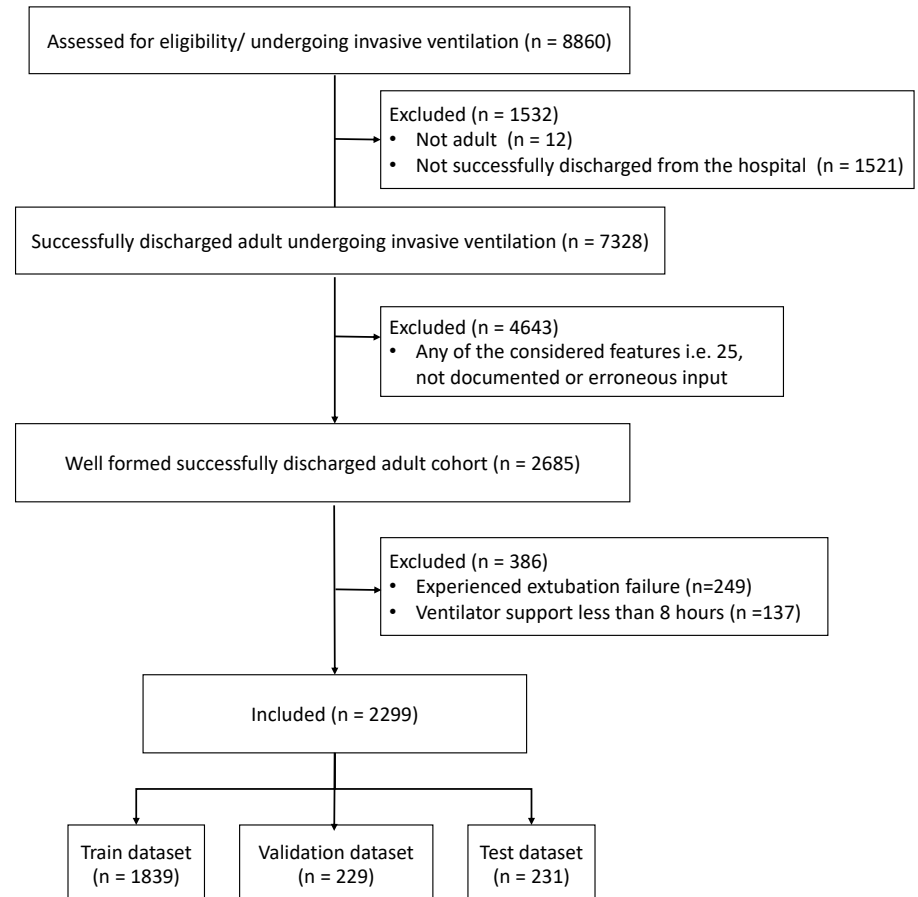 Assessed for eligibility/ undergoing invasive ventilation (n = 8860)
Excluded (n = 1532)
• Not adult (n = 12)
• Not successfully discharged from the hospital (n = 1521)
Successfully discharged adult undergoing invasive ventilation (n = 7328)
Excluded (n = 4643)
• Any of the considered features i.e. 25,
not documented or erroneous input
Well formed successfully discharged adult cohort (n = 2685)
Excluded (n = 386)
• Experienced extubation failure (n=249)
• Ventilator support less than 8 hours (n =137)
Included (n = 2299)
Train dataset
(n = 1839)
Validation dataset
(n = 229)
Test dataset
(n = 231)